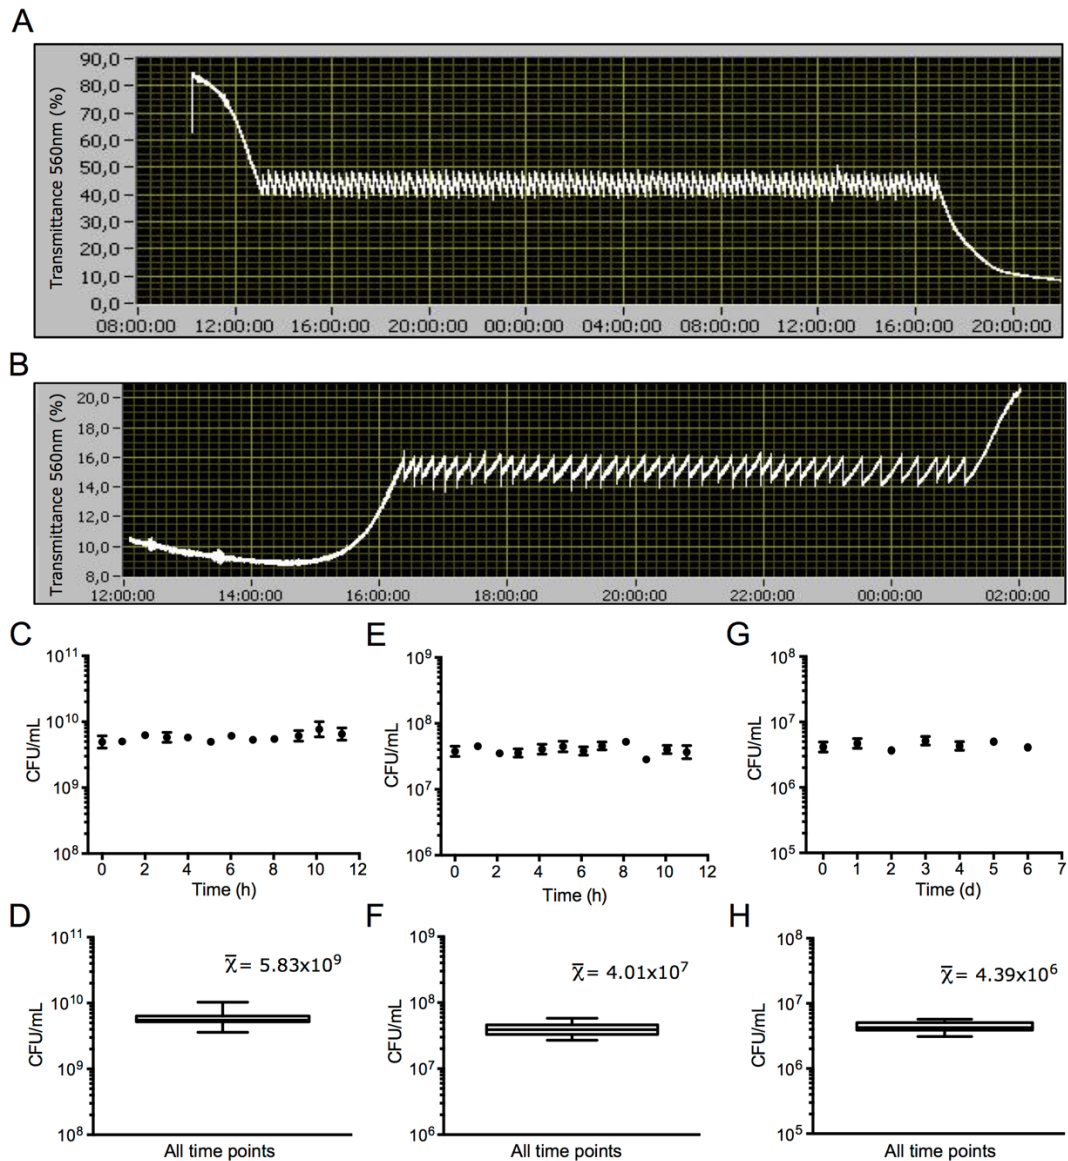 A
Transmittance 560nm (%)
90,0
80,0
70,0
60,0
50,0
40,0
30,0
20,0
10,0
0,0
08:00:00 12:00:00 16:00:00 20:00:00 00:00:00 04:00:00 08:00:00 12:00:00 16:00:00 20:00:00
B
Transmittance 560nm (%)
20,0
18,0
16,0
14,0
12,0
10,0
8,0
12:00:00 14:00:00 16:00:00 18:00:00 20:00:00 22:00:00 00:00:00 02:00:00
C
CFU/mL
10¹¹
10¹⁰
10⁹
10⁸
0 2 4 6 8 10 12
Time (h)
E
CFU/mL
10⁹
10⁸
10⁷
10⁶
0 2 4 6 8 10 12
Time (h)
G
CFU/mL
10⁸
10⁷
10⁶
10⁵
0 1 2 3 4 5 6 7
Time (d)
D
CFU/mL
10¹¹
10¹⁰
10⁹
10⁸
χ̅ = 5.83x10⁹
All time points
F
CFU/mL
10⁹
10⁸
10⁷
10⁶
χ̅ = 4.01x10⁷
All time points
H
CFU/mL
10⁸
10⁷
10⁶
10⁵
χ̅ = 4.39x10⁶
All time points